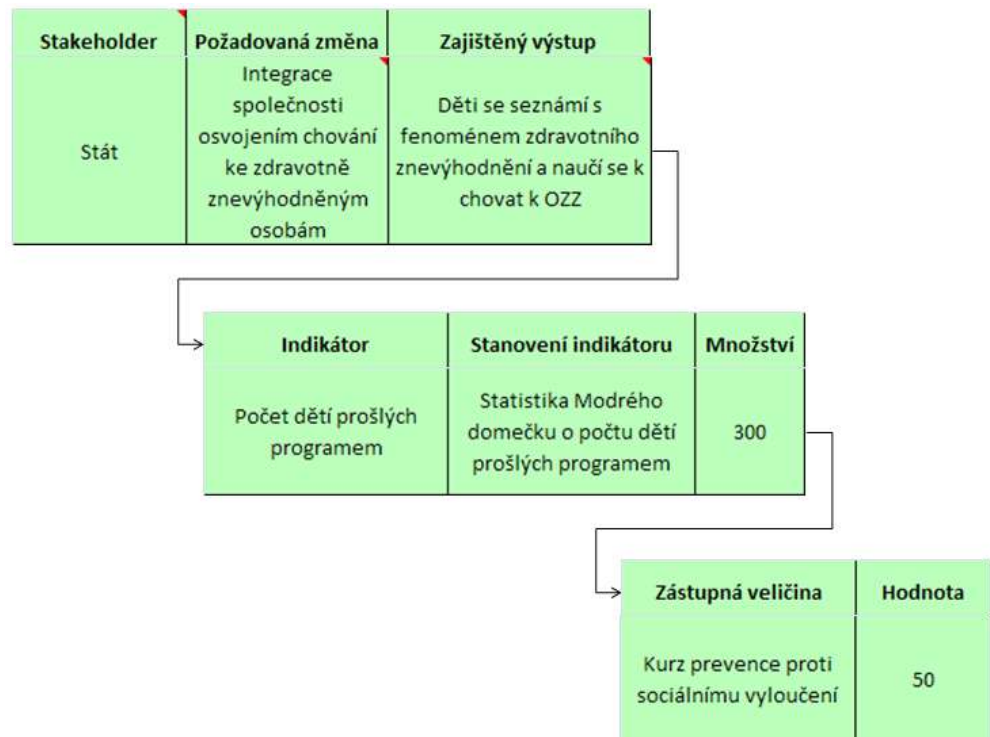 Stakeholder Požadovaná změna Zajištěný výstup
Stát
Integrace
společnosti
osvojením chování
ke zdravotně
znevýhodněným
osobám
Děti se seznámí s
fenoménem zdravotního
znevýhodnění a naučí se k
chovat k OZZ
Indikátor Stanovení indikátoru Množství
Počet dětí prošlých
programem
Statistika Modrého
domečku o počtu dětí
prošlých programem
300
Zástupná veličina Hodnota
Kurz prevence proti
sociálnímu vyloučení
50